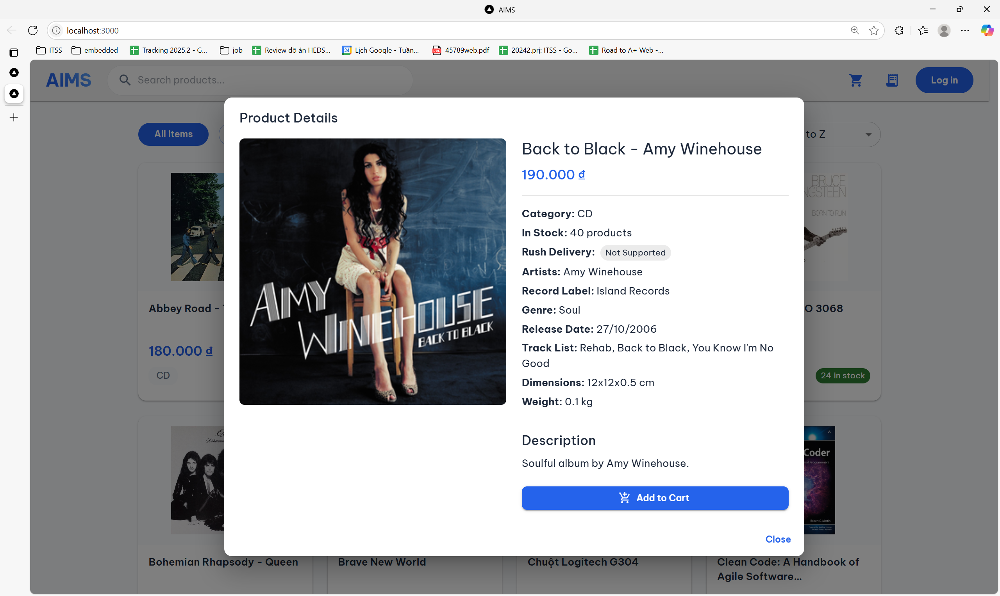 AIMS
localhost:3000
ITSS
embedded
Tracking 2025.2 - G...
job
Review đồ án HEDS...
Lịch Google - Tuần...
45789web.pdf
20242.prj: ITSS - Go...
Road to A+ Web -...
AIMS
Search products...
Log in
All items
to Z
Product Details
AMY
WINEHOUSE
BACK TO BLACK
Back to Black - Amy Winehouse
190.000 ₫
Category: CD
In Stock: 40 products
Rush Delivery: Not Supported
Artists: Amy Winehouse
Record Label: Island Records
Genre: Soul
Release Date: 27/10/2006
Track List: Rehab, Back to Black, You Know I'm No
Good
Dimensions: 12x12x0.5 cm
Weight: 0.1 kg
Description
Soulful album by Amy Winehouse.
Add to Cart
Close
Abbey Road -
180.000 ₫
CD
BRUCE
NGSTEEN
BORN TO RUN
O 3068
24 in stock
Bohemian Rhapsody - Queen
Brave New World
Chuột Logitech G304
Coder
nal Programmers
Robert C. Martin
Clean Code: A Handbook of
Agile Software...